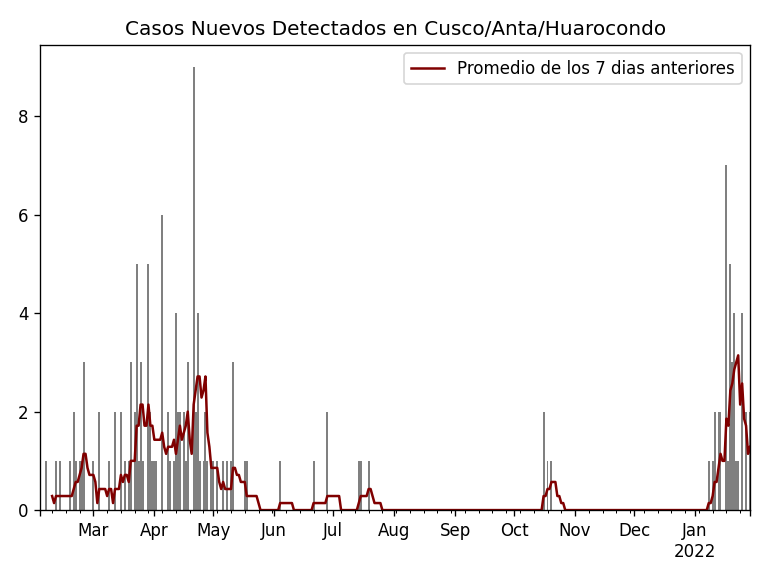 Casos Nuevos Detectados en Cusco/Anta/Huarocondo
Promedio de los 7 dias anteriores
8
6
4
2
0
Mar Apr May Jun Jul Aug Sep Oct Nov Dec Jan
2022